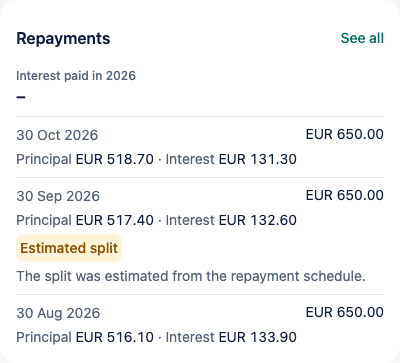 Repayments See all
Interest paid in 2026
–
30 Oct 2026 EUR 650.00
Principal EUR 518.70 · Interest EUR 131.30
30 Sep 2026 EUR 650.00
Principal EUR 517.40 · Interest EUR 132.60
Estimated split
The split was estimated from the repayment schedule.
30 Aug 2026 EUR 650.00
Principal EUR 516.10 · Interest EUR 133.90